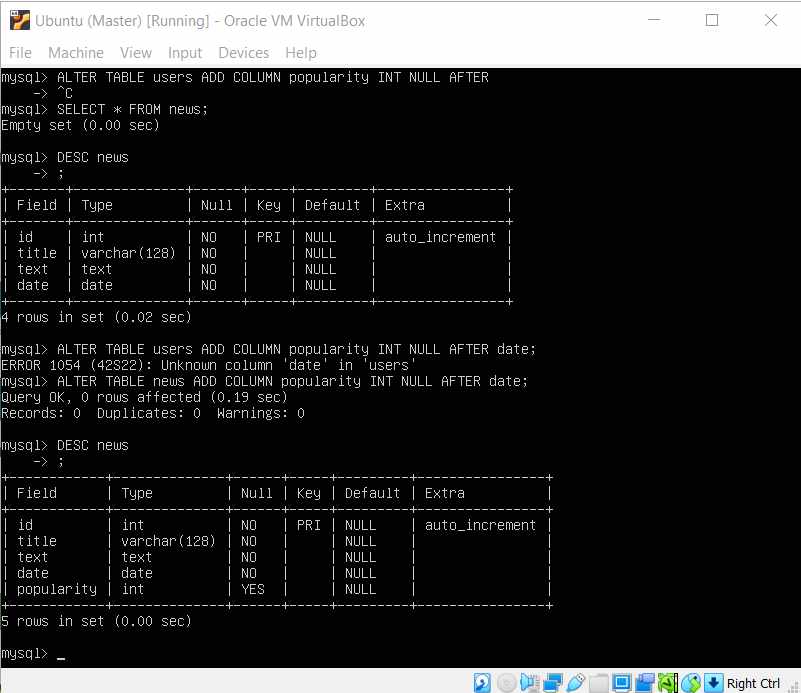 Ubuntu (Master) [Running] - Oracle VM VirtualBox
File Machine View Input Devices Help
mysql> ALTER TABLE users ADD COLUMN popularity INT NULL AFTER
    -> ^C
mysql> SELECT * FROM news;
Empty set (0.00 sec)
mysql> DESC news
    -> ;
+-------+--------------+------+-----+---------+----------------+
| Field | Type         | Null | Key | Default | Extra          |
+-------+--------------+------+-----+---------+----------------+
| id    | int          | NO   | PRI | NULL    | auto_increment |
| title | varchar(128) | NO   |     | NULL    |                |
| text  | text         | NO   |     | NULL    |                |
| date  | date         | NO   |     | NULL    |                |
+-------+--------------+------+-----+---------+----------------+
4 rows in set (0.02 sec)
mysql> ALTER TABLE users ADD COLUMN popularity INT NULL AFTER date;
ERROR 1054 (42S22): Unknown column 'date' in 'users'
mysql> ALTER TABLE news ADD COLUMN popularity INT NULL AFTER date;
Query OK, 0 rows affected (0.19 sec)
Records: 0  Duplicates: 0  Warnings: 0
mysql> DESC news
    -> ;
+------------+--------------+------+-----+---------+----------------+
| Field      | Type         | Null | Key | Default | Extra          |
+------------+--------------+------+-----+---------+----------------+
| id         | int          | NO   | PRI | NULL    | auto_increment |
| title      | varchar(128) | NO   |     | NULL    |                |
| text       | text         | NO   |     | NULL    |                |
| date       | date         | NO   |     | NULL    |                |
| popularity | int          | YES  |     | NULL    |                |
+------------+--------------+------+-----+---------+----------------+
5 rows in set (0.00 sec)
mysql> _
Right Ctrl